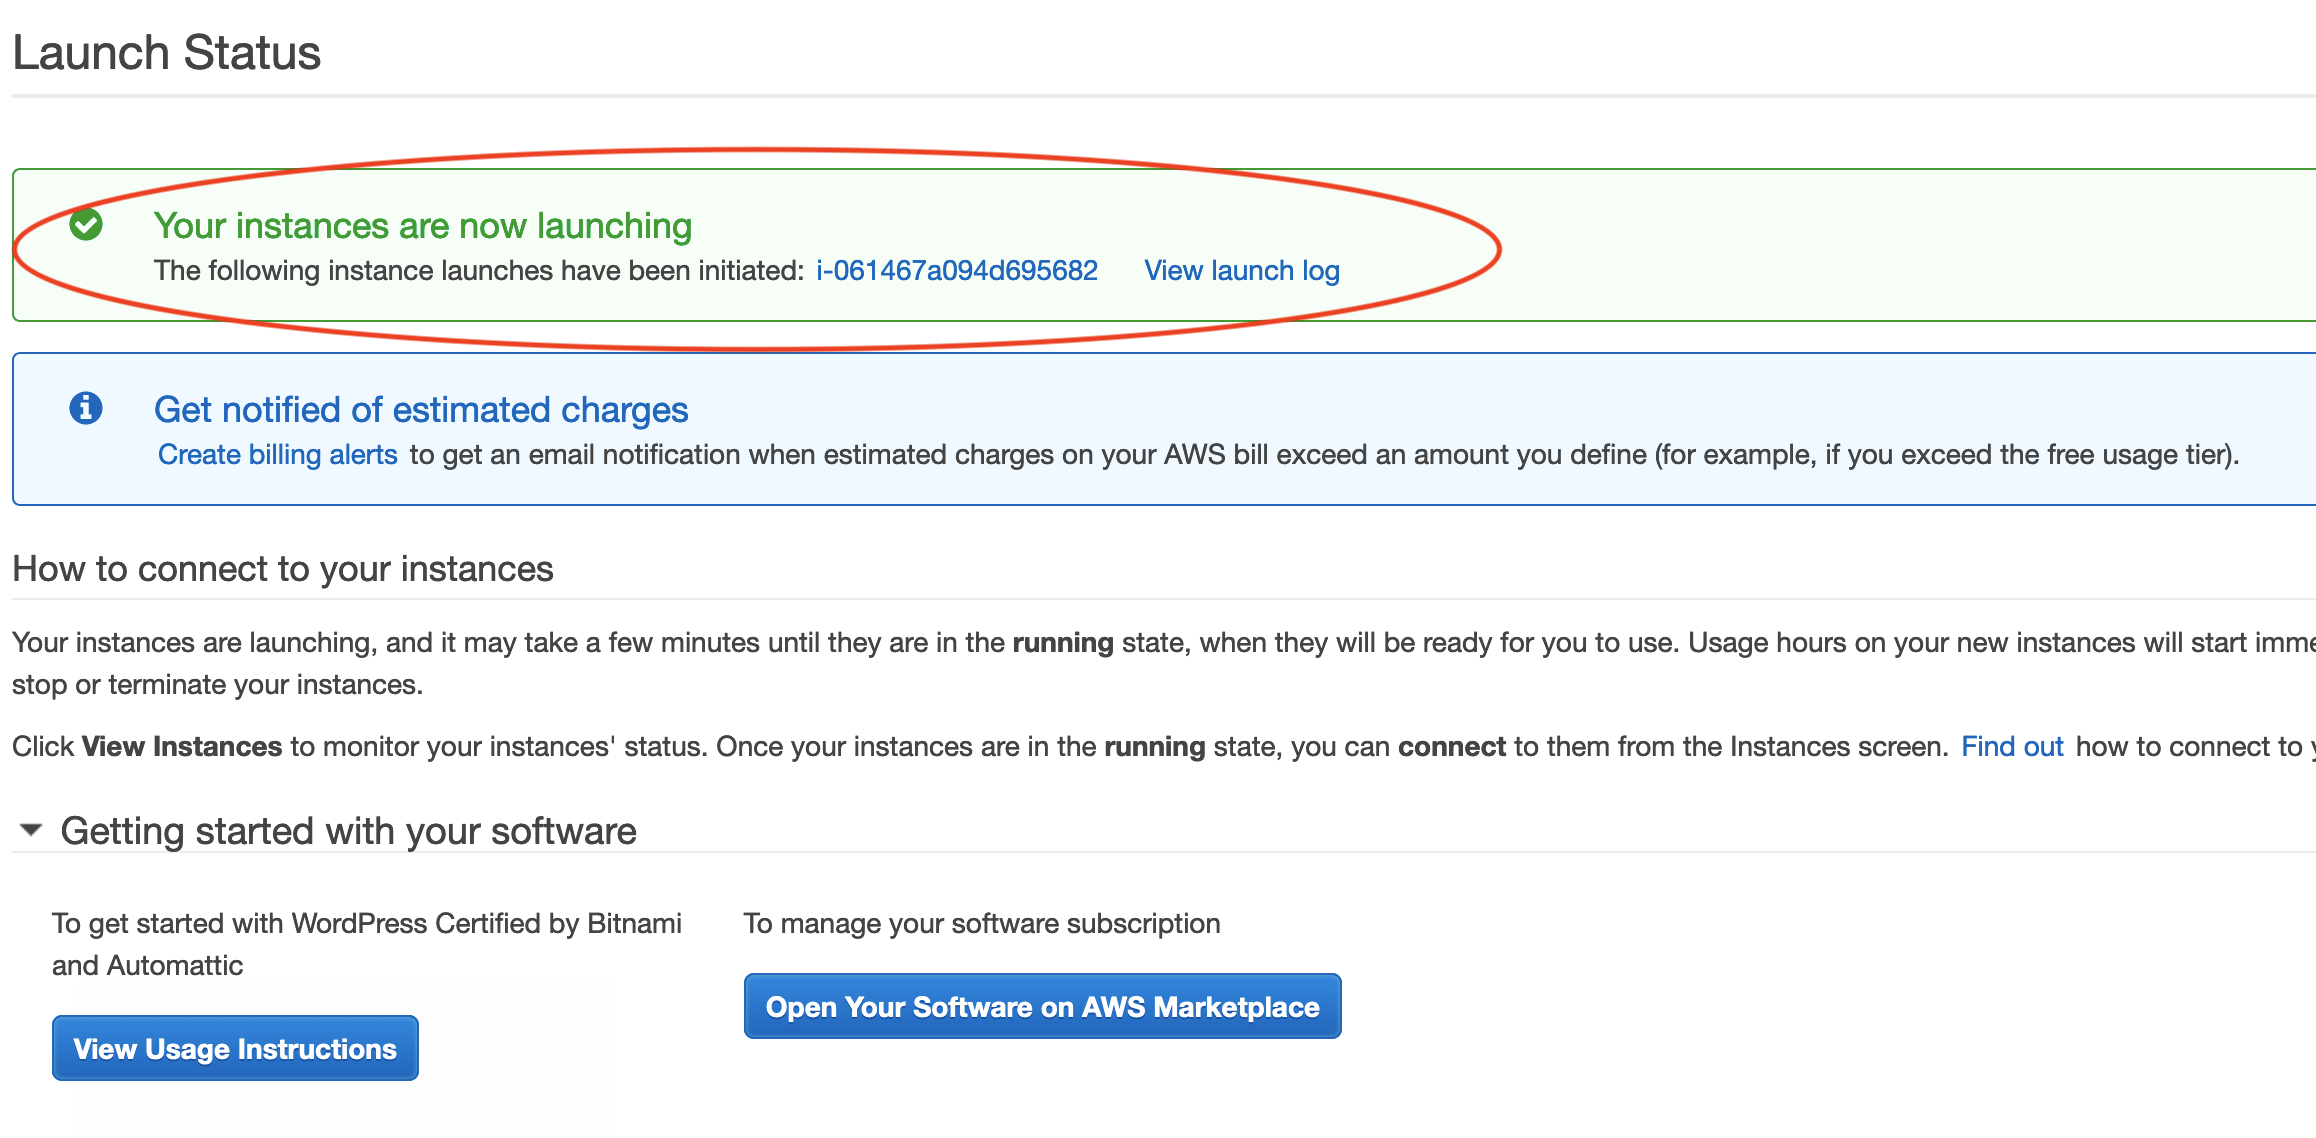 Launch Status
Your instances are now launching
The following instance launches have been initiated: i-061467a094d695682 View launch log
Get notified of estimated charges
Create billing alerts to get an email notification when estimated charges on your AWS bill exceed an amount you define (for example, if you exceed the free usage tier).
How to connect to your instances
Your instances are launching, and it may take a few minutes until they are in the running state, when they will be ready for you to use. Usage hours on your new instances will start
stop or terminate your instances.
Click View Instances to monitor your instances' status. Once your instances are in the running state, you can connect to them from the Instances screen. Find out how to connect to
Getting started with your software
To get started with WordPress Certified by Bitnami
and Automattic
View Usage Instructions
To manage your software subscription
Open Your Software on AWS Marketplace